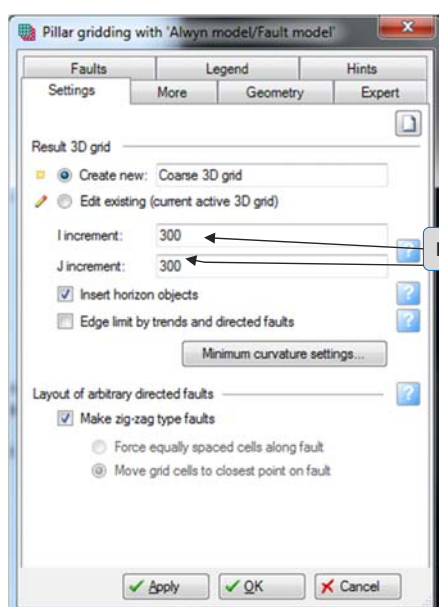 Pillar gridding with 'Alwyn model/Fault model'
Faults Legend Hints
Settings More Geometry Expert
Result 3D grid
Create new: Coarse 3D grid
Edit existing (current active 3D grid)
I increment: 300
J increment: 300
?
Insert horizon objects ?
Edge limit by trends and directed faults ?
Minimum curvature settings...
Layout of arbitrary directed faults ?
Make zig-zag type faults
Force equally spaced cells along fault
Move grid cells to closest point on fault
Apply OK Cancel